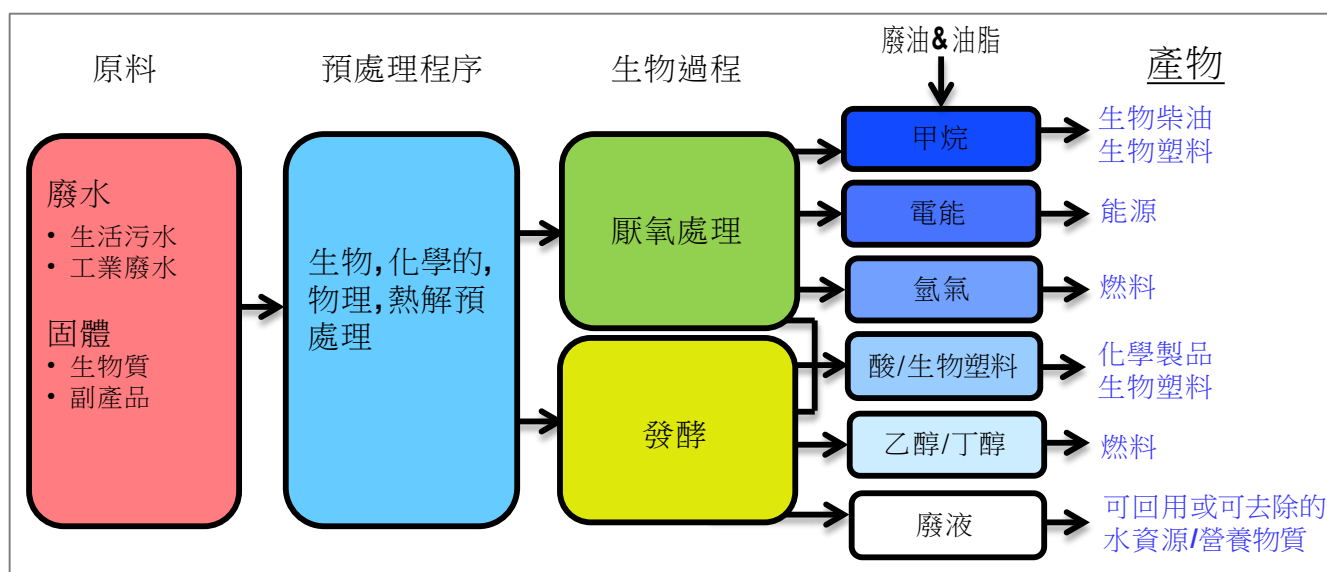 原料
預處理程序
生物過程
廢油&油脂
產物
廢水
• 生活污水
• 工業廢水
固體
• 生物質
• 副產品
生物,化學的,
物理,熱解預
處理
厭氧處理
發酵
甲烷
生物柴油
生物塑料
電能
能源
氫氣
燃料
酸/生物塑料
化學製品
生物塑料
乙醇/丁醇
燃料
廢液
可回用或可去除的
水資源/營養物質